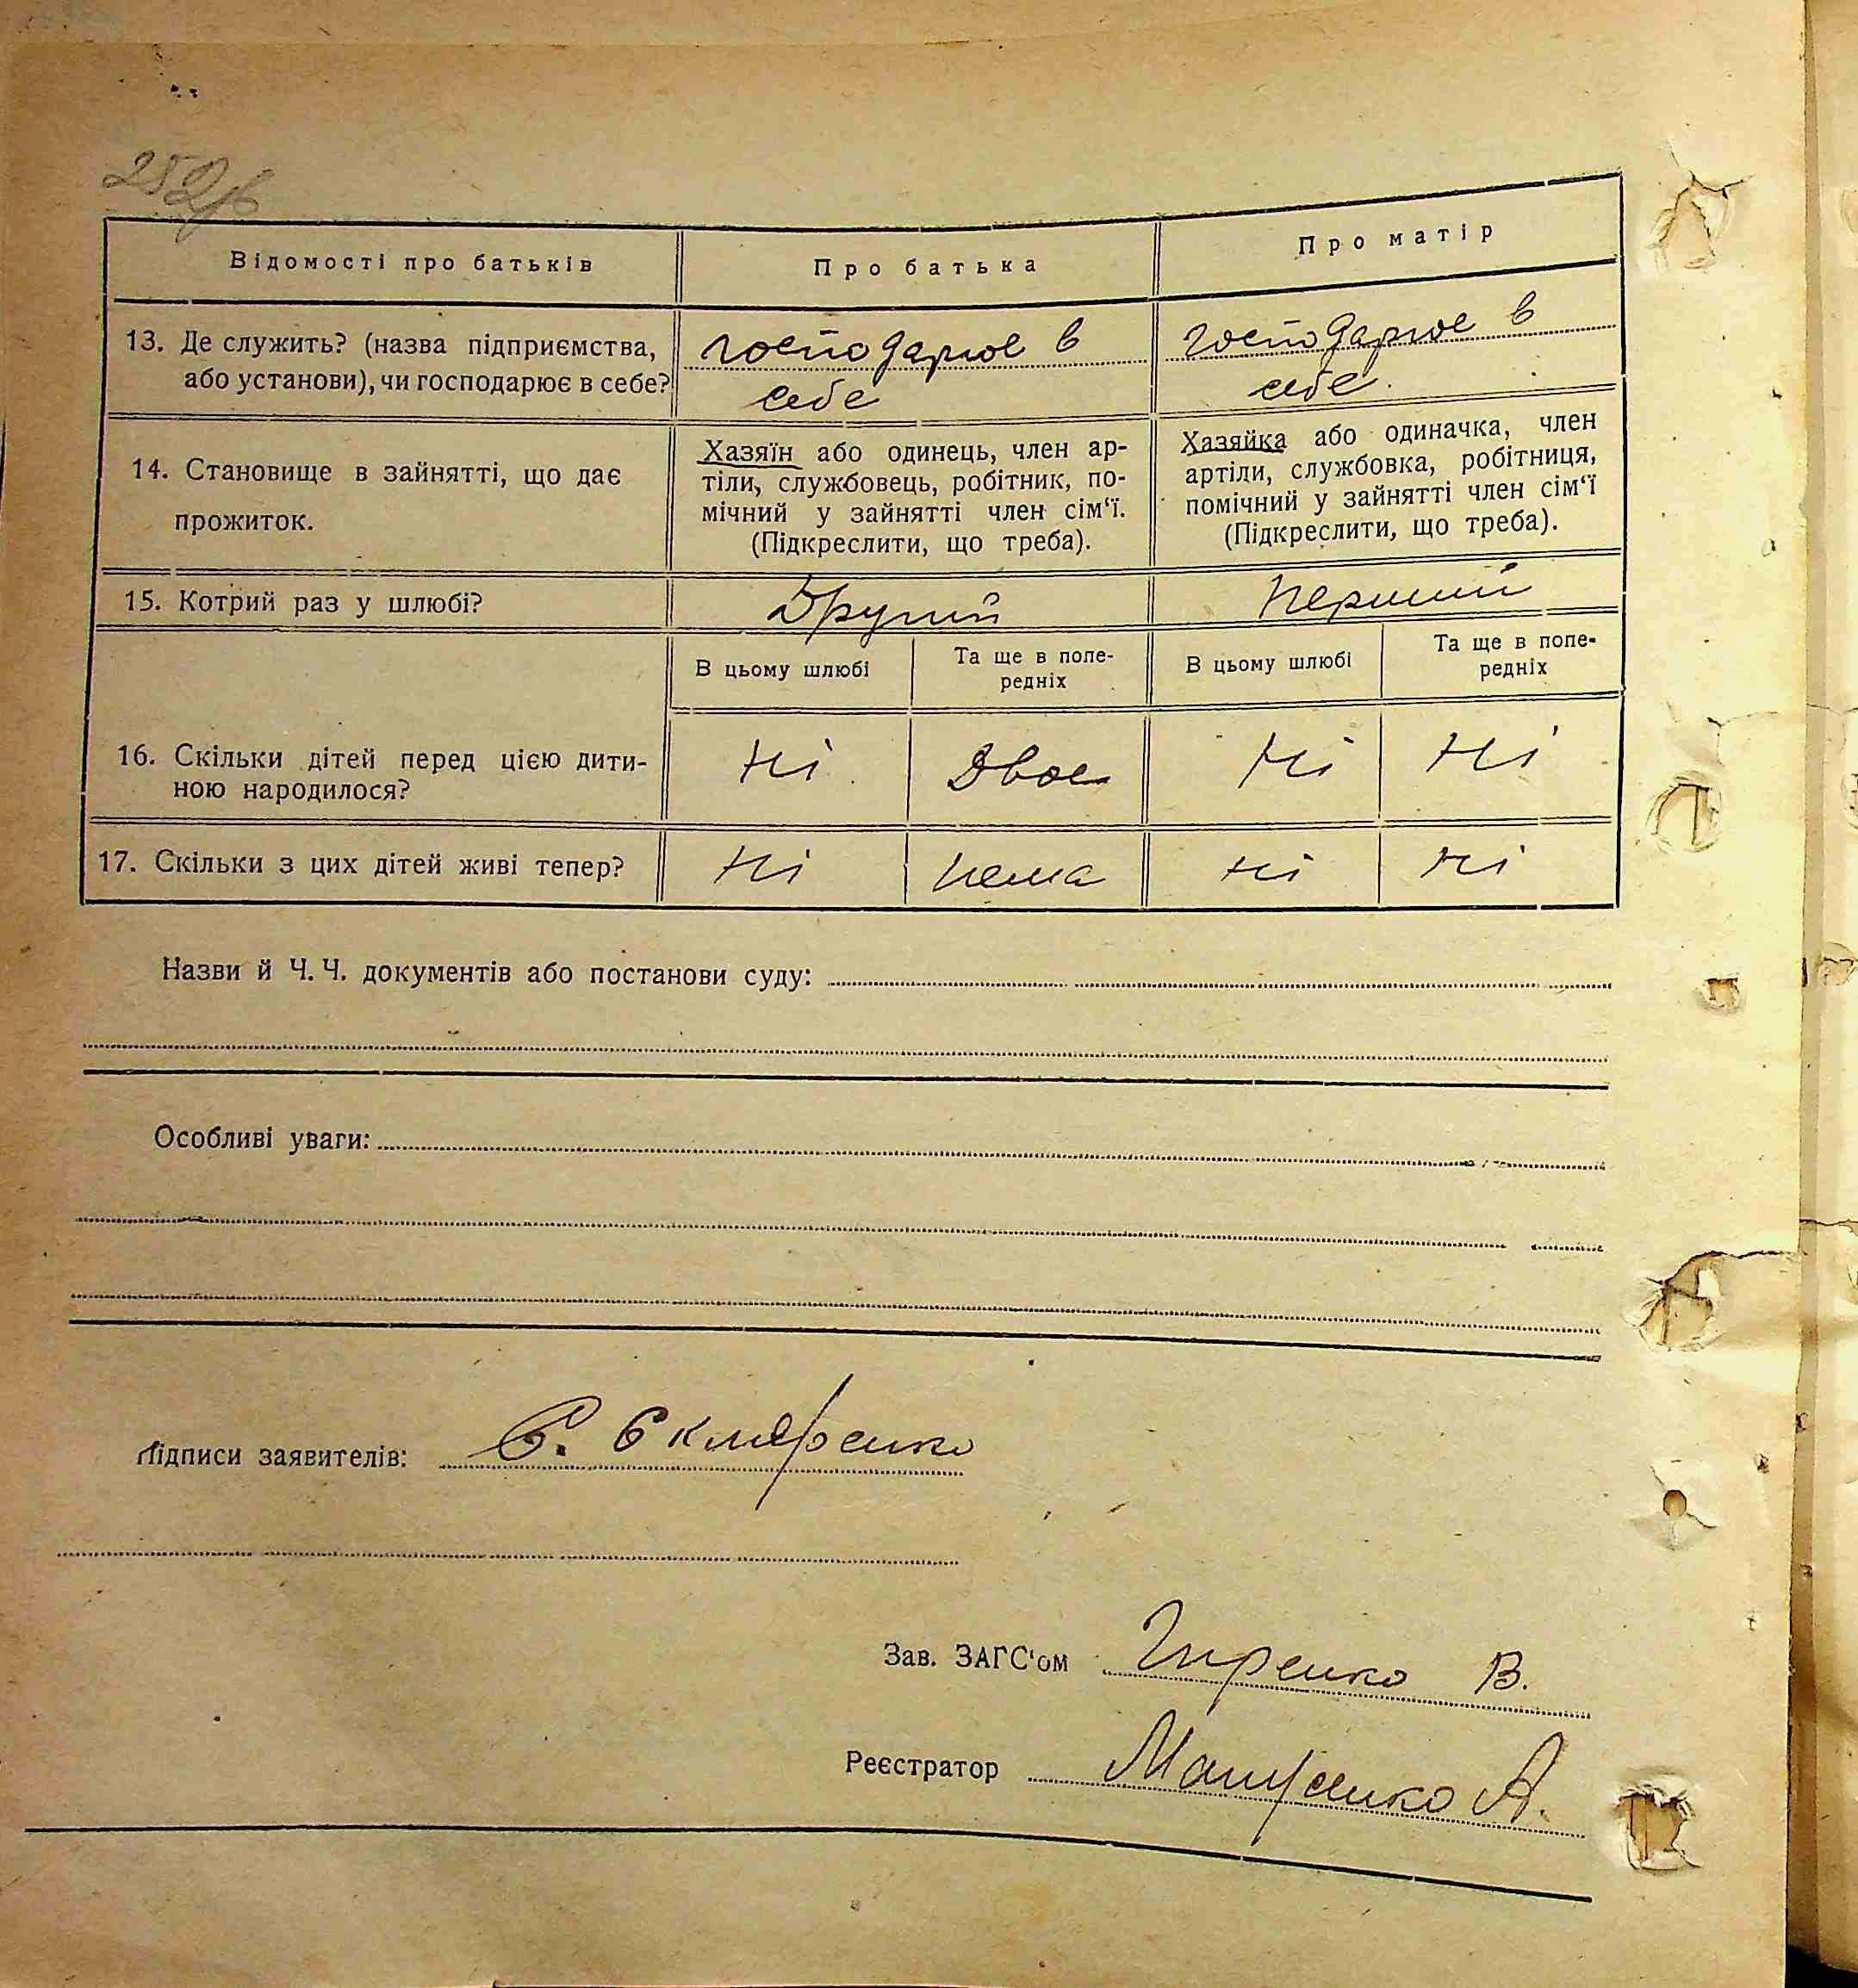 252
Відомості про батьків
Про батька
Про матір
13. Де служить? (назва підприємства,
або установи), чи господарює в себе?
господарює в
себе
господарює в
себе.
14. Становище в зайнятті, що дає
прожиток.
Хазяїн або одинець, член ар-
тіли, службовець, робітник, по-
мічний у зайнятті член сім‘ї.
(Підкреслити, що треба).
Хазяйка або одиначка, член
артіли, службовка, робітниця,
помічний у зайнятті член сім‘ї
(Підкреслити, що треба).
15. Котрий раз у шлюбі?
Другий
Перший
В цьому шлюбі
Та ще в попе-
редніх
В цьому шлюбі
Та ще в попе-
редніх
16. Скільки дітей перед цією дити-
ною народилося?
Ні
Двое
Ні
Ні
17. Скільки з цих дітей живі тепер?
Ні
Нема
Ні
Ні
Назви й Ч. Ч. документів або постанови суду:
Особливі уваги:
Підписи заявителів: С. Скляренко
Зав. ЗАГС‘ом В.
Реєстратор А.